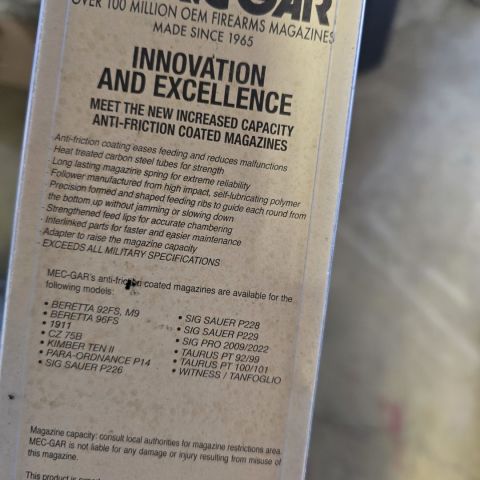 MEC-GAR
OVER 100 MILLION OEM FIREARMS MAGAZINES
MADE SINCE 1965
INNOVATION
AND EXCELLENCE
MEET THE NEW INCREASED CAPACITY
ANTI-FRICTION COATED MAGAZINES
· Anti-friction coating eases feeding and reduces malfunctions
· Heat treated carbon steel tubes for strength
· Long lasting magazine spring for extreme reliability
· Follower manufactured from high impact, self-lubricating polymer
· Precision formed and shaped feeding ribs to guide each round from
the bottom up without jamming or slowing down
· Strengthened feed lips for accurate chambering
· Interlinked parts for faster and easier maintenance
· Adapter to raise the magazine capacity
· EXCEEDS ALL MILITARY SPECIFICATIONS
MEC-GAR's anti-friction coated magazines are available for the
following models:
• BERETTA 92FS, M9
• BERETTA 96FS
• 1911
• CZ 75B
• KIMBER TEN II
• PARA-ORDNANCE P14
• SIG SAUER P226
• SIG SAUER P228
• SIG SAUER P229
• SIG PRO 2009/2022
• TAURUS PT 92/99
• TAURUS PT 100/101
• WITNESS / TANFOGLIO
Magazine capacity: consult local authorities for magazine restrictions area.
MEC-GAR is not liable for any damage or injury resulting from misuse of
this magazine.
This product is